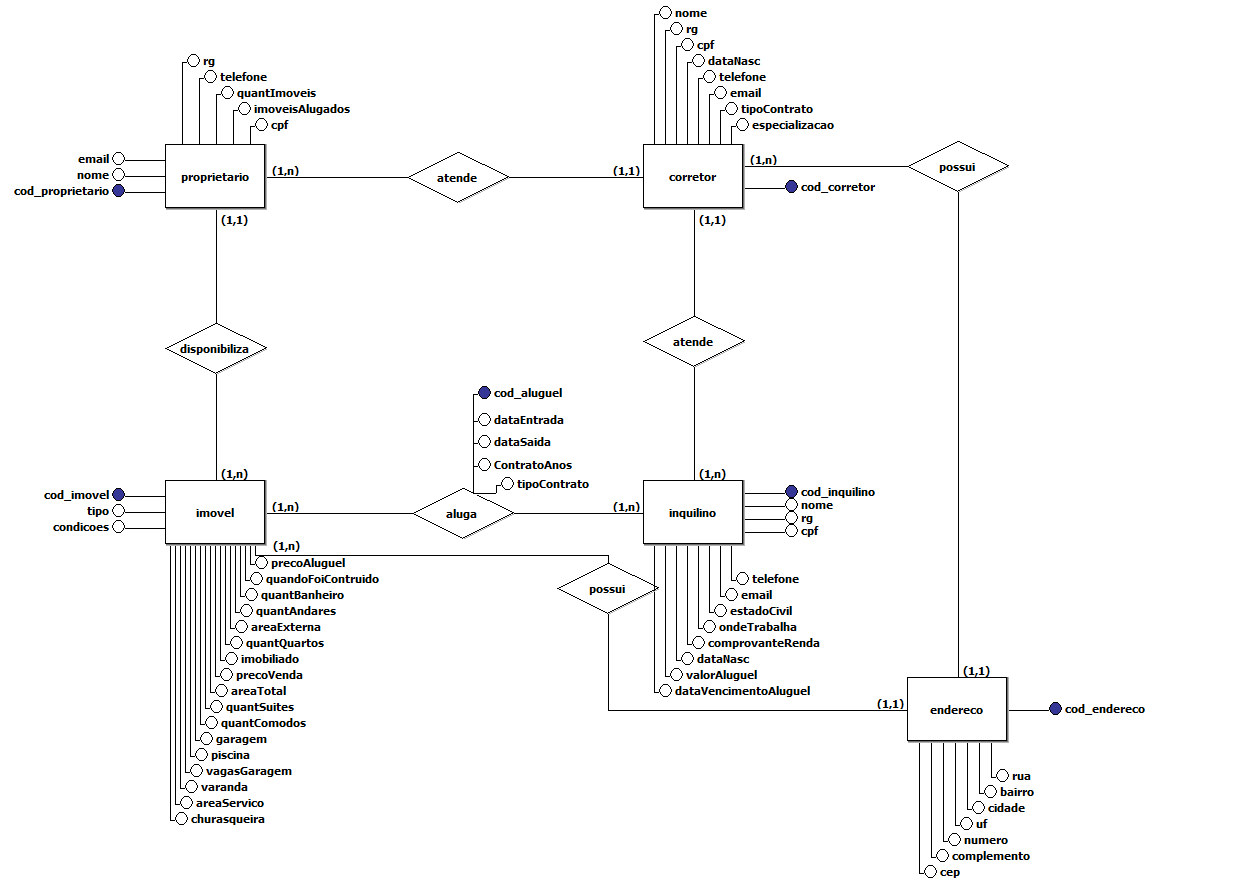 nome
rg
cpf
dataNasc
telefone
email
tipoContrato
especializacao
rg
telefone
quantImoveis
imoveisAlugados
cpf
email
nome
cod_proprietario
proprietario
(1,n)
atende
(1,1)
corretor
(1,n)
cod_corretor
possui
(1,1)
(1,1)
disponibiliza
atende
cod_aluguel
dataEntrada
dataSaida
ContratoAnos
tipoContrato
(1,n)
(1,n)
cod_imovel
tipo
condicoes
imovel
(1,n)
aluga
(1,n)
inquilino
cod_inquilino
nome
rg
cpf
(1,n)
possui
precoAluguel
quandoFoiContruido
quantBanheiro
quantAndares
areaExterna
quantQuartos
imobiliado
precoVenda
areaTotal
quantSuites
quantComodos
garagem
piscina
vagasGaragem
varanda
areaServico
churasqueira
telefone
email
estadoCivil
ondeTrabalha
comprovanteRenda
dataNasc
valorAluguel
dataVencimentoAluguel
(1,1)
(1,1)
endereco
cod_endereco
rua
bairro
cidade
uf
numero
complemento
cep